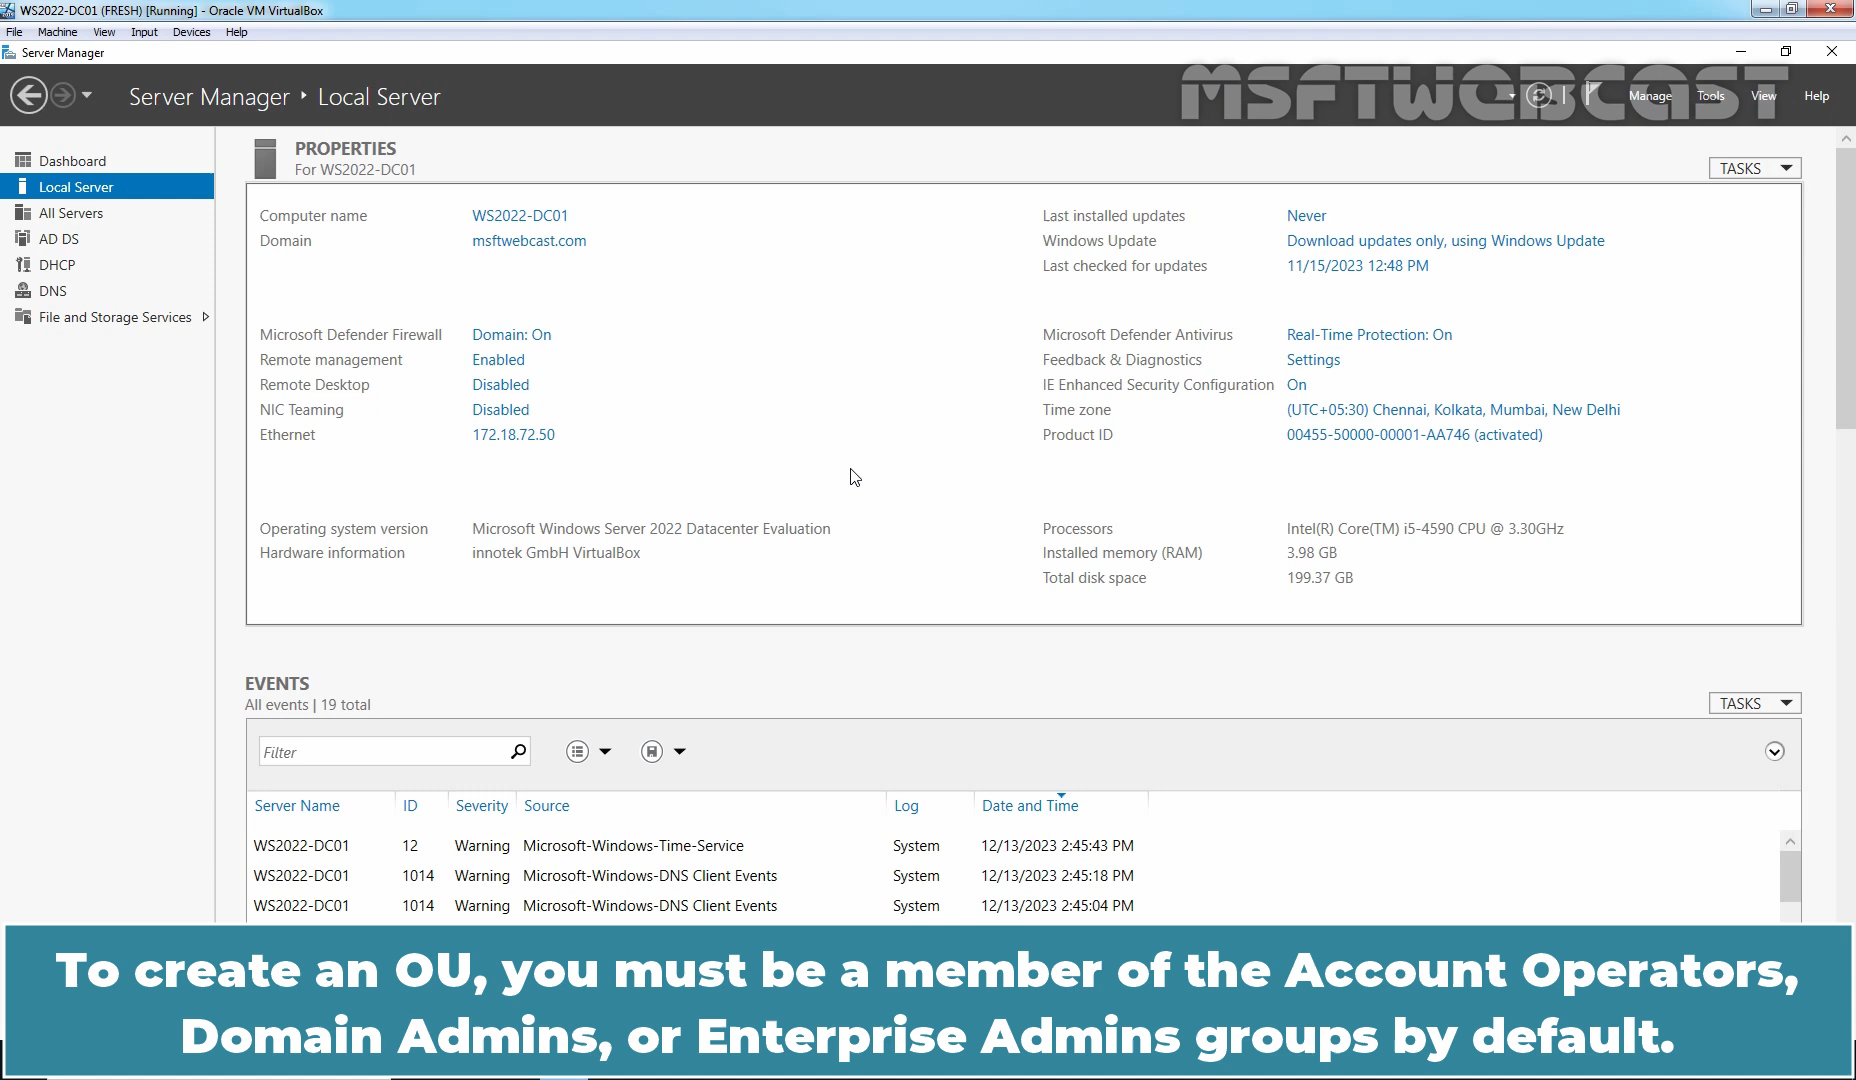 WS2022-DC01 (FRESH) [Running] - Oracle VM VirtualBox
File Machine View Input Devices Help
Server Manager
Server Manager ‣ Local Server
MSFTWEBCAST
Manage Tools View Help
Dashboard
Local Server
All Servers
AD DS
DHCP
DNS
File and Storage Services
PROPERTIES
For WS2022-DC01
TASKS
Computer name WS2022-DC01
Domain msftwebcast.com
Last installed updates Never
Windows Update Download updates only, using Windows Update
Last checked for updates 11/15/2023 12:48 PM
Microsoft Defender Firewall Domain: On
Remote management Enabled
Remote Desktop Disabled
NIC Teaming Disabled
Ethernet 172.18.72.50
Microsoft Defender Antivirus Real-Time Protection: On
Feedback & Diagnostics Settings
IE Enhanced Security Configuration On
Time zone (UTC+05:30) Chennai, Kolkata, Mumbai, New Delhi
Product ID 00455-50000-00001-AA746 (activated)
Operating system version Microsoft Windows Server 2022 Datacenter Evaluation
Hardware information innotek GmbH VirtualBox
Processors Intel(R) Core(TM) i5-4590 CPU @ 3.30GHz
Installed memory (RAM) 3.98 GB
Total disk space 199.37 GB
EVENTS
All events | 19 total
TASKS
Filter
Server Name ID Severity Source Log Date and Time
WS2022-DC01 12 Warning Microsoft-Windows-Time-Service System 12/13/2023 2:45:43 PM
WS2022-DC01 1014 Warning Microsoft-Windows-DNS Client Events System 12/13/2023 2:45:18 PM
WS2022-DC01 1014 Warning Microsoft-Windows-DNS Client Events System 12/13/2023 2:45:04 PM
To create an OU, you must be a member of the Account Operators,
Domain Admins, or Enterprise Admins groups by default.